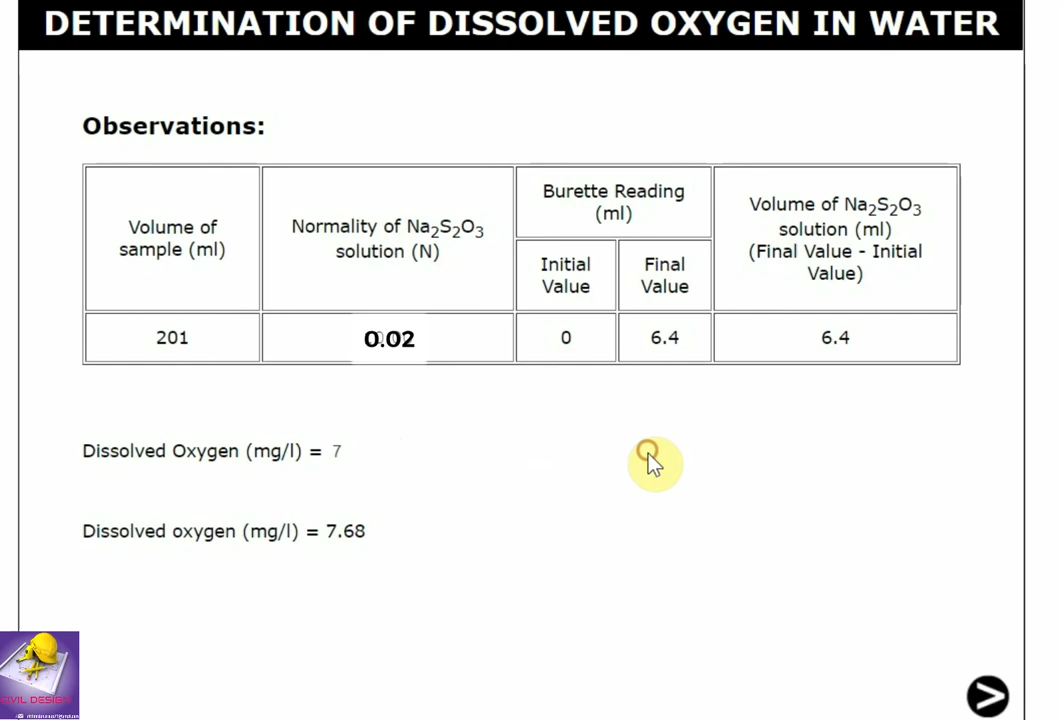 DETERMINATION OF DISSOLVED OXYGEN IN WATER
Observations:
Volume of
sample (ml)
Normality of Na2S2O3
solution (N)
Burette Reading
(ml)
Initial
Value
Final
Value
Volume of Na2S2O3
solution (ml)
(Final Value - Initial
Value)
201
0.02
0
6.4
6.4
Dissolved Oxygen (mg/l) = 7
Dissolved oxygen (mg/l) = 7.68
CIVIL DESIGN